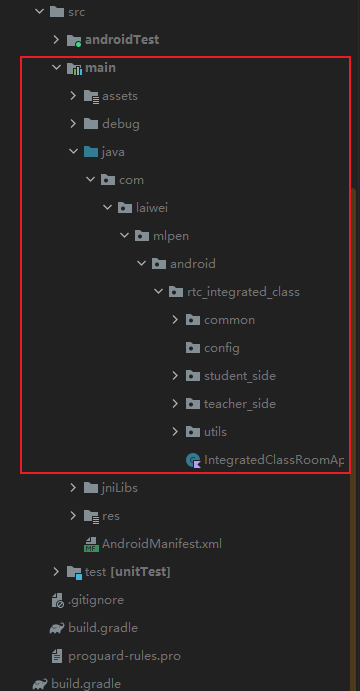 src
androidTest
main
assets
debug
java
com
laiwei
mlpen
android
rtc_integrated_class
common
config
student_side
teacher_side
utils
IntegratedClassRoomAp
jniLibs
res
MF AndroidManifest.xml
test [unitTest]
.gitignore
build.gradle
proguard-rules.pro
build.gradle